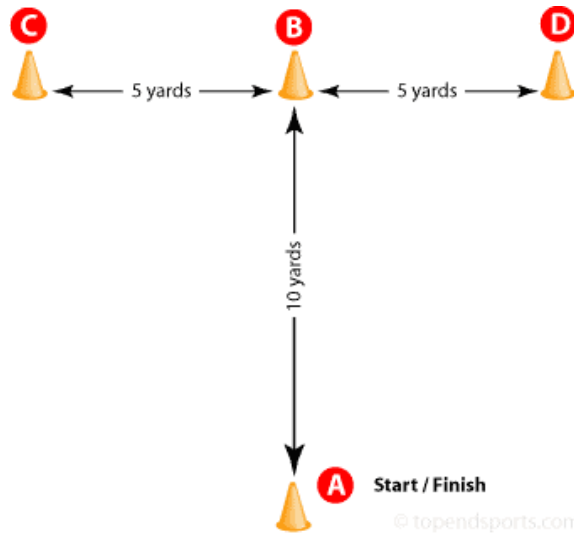 C
B
D
5 yards
5 yards
10 yards
A
Start / Finish
© topendsports.com